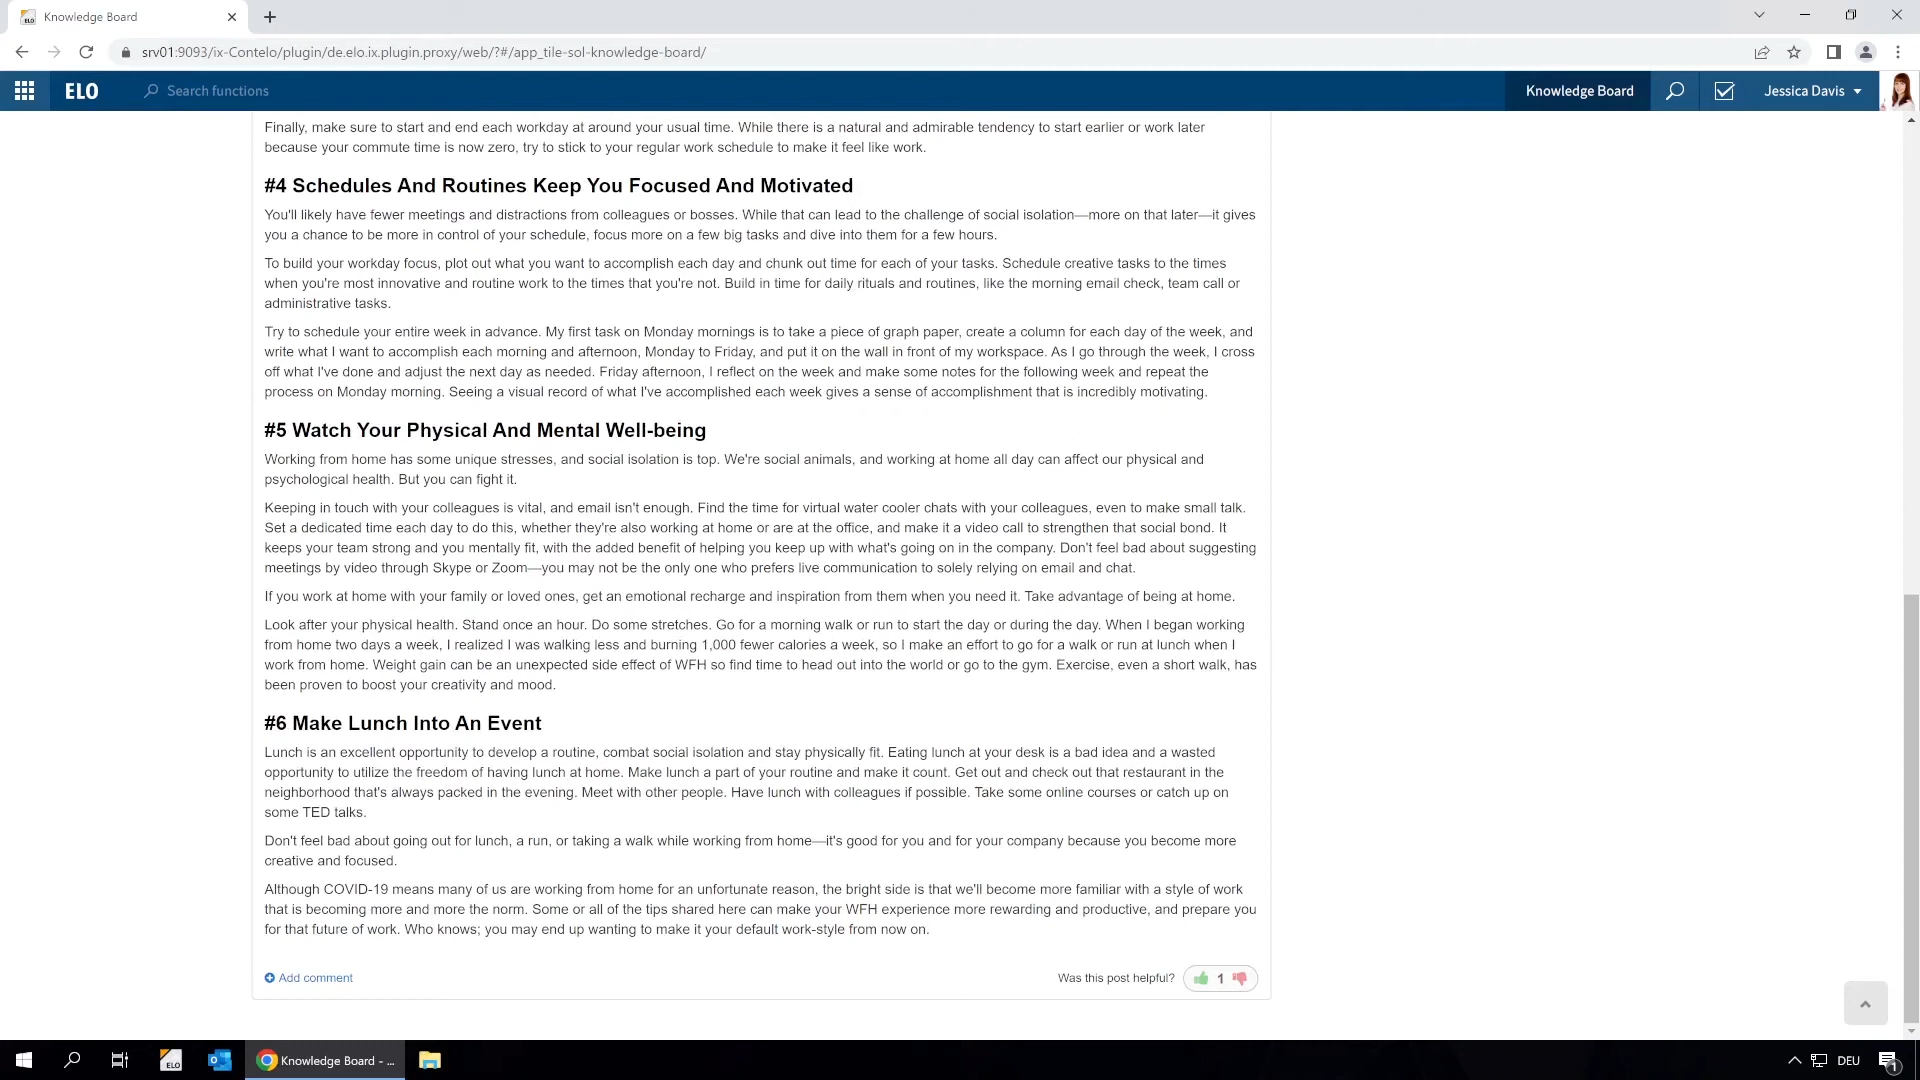 Knowledge Board
srv01:9093/ix-Contelo/plugin/de.elo.ix.plugin.proxy/web/?#/app_tile-sol-knowledge-board/
ELO
Search functions
Knowledge Board
Jessica Davis
Finally, make sure to start and end each workday at around your usual time. While there is a natural and admirable tendency to start earlier or work later
because your commute time is now zero, try to stick to your regular work schedule to make it feel like work.
#4 Schedules And Routines Keep You Focused And Motivated
You'll likely have fewer meetings and distractions from colleagues or bosses. While that can lead to the challenge of social isolation—more on that later—it gives
you a chance to be more in control of your schedule, focus more on a few big tasks and dive into them for a few hours.
To build your workday focus, plot out what you want to accomplish each day and chunk out time for each of your tasks. Schedule creative tasks to the times
when you're most innovative and routine work to the times that you're not. Build in time for daily rituals and routines, like the morning email check, team call or
administrative tasks.
Try to schedule your entire week in advance. My first task on Monday mornings is to take a piece of graph paper, create a column for each day of the week, and
write what I want to accomplish each morning and afternoon, Monday to Friday, and put it on the wall in front of my workspace. As I go through the week, I cross
off what I've done and adjust the next day as needed. Friday afternoon, I reflect on the week and make some notes for the following week and repeat the
process on Monday morning. Seeing a visual record of what I've accomplished each week gives a sense of accomplishment that is incredibly motivating.
#5 Watch Your Physical And Mental Well-being
Working from home has some unique stresses, and social isolation is top. We're social animals, and working at home all day can affect our physical and
psychological health. But you can fight it.
Keeping in touch with your colleagues is vital, and email isn't enough. Find the time for virtual water cooler chats with your colleagues, even to make small talk.
Set a dedicated time each day to do this, whether they're also working at home or are at the office, and make it a video call to strengthen that social bond. It
keeps your team strong and you mentally fit, with the added benefit of helping you keep up with what's going on in the company. Don't feel bad about suggesting
meetings by video through Skype or Zoom—you may not be the only one who prefers live communication to solely relying on email and chat.
If you work at home with your family or loved ones, get an emotional recharge and inspiration from them when you need it. Take advantage of being at home.
Look after your physical health. Stand once an hour. Do some stretches. Go for a morning walk or run to start the day or during the day. When I began working
from home two days a week, I realized I was walking less and burning 1,000 fewer calories a week, so I make an effort to go for a walk or run at lunch when I
work from home. Weight gain can be an unexpected side effect of WFH so find time to head out into the world or go to the gym. Exercise, even a short walk, has
been proven to boost your creativity and mood.
#6 Make Lunch Into An Event
Lunch is an excellent opportunity to develop a routine, combat social isolation and stay physically fit. Eating lunch at your desk is a bad idea and a wasted
opportunity to utilize the freedom of having lunch at home. Make lunch a part of your routine and make it count. Get out and check out that restaurant in the
neighborhood that's always packed in the evening. Meet with other people. Have lunch with colleagues if possible. Take some online courses or catch up on
some TED talks.
Don't feel bad about going out for lunch, a run, or taking a walk while working from home—it's good for you and for your company because you become more
creative and focused.
Although COVID-19 means many of us are working from home for an unfortunate reason, the bright side is that we'll become more familiar with a style of work
that is becoming more and more the norm. Some or all of the tips shared here can make your WFH experience more rewarding and productive, and prepare you
for that future of work. Who knows; you may end up wanting to make it your default work-style from now on.
Add comment
Was this post helpful?
1
ELO
Knowledge Board - ...
DEU
1